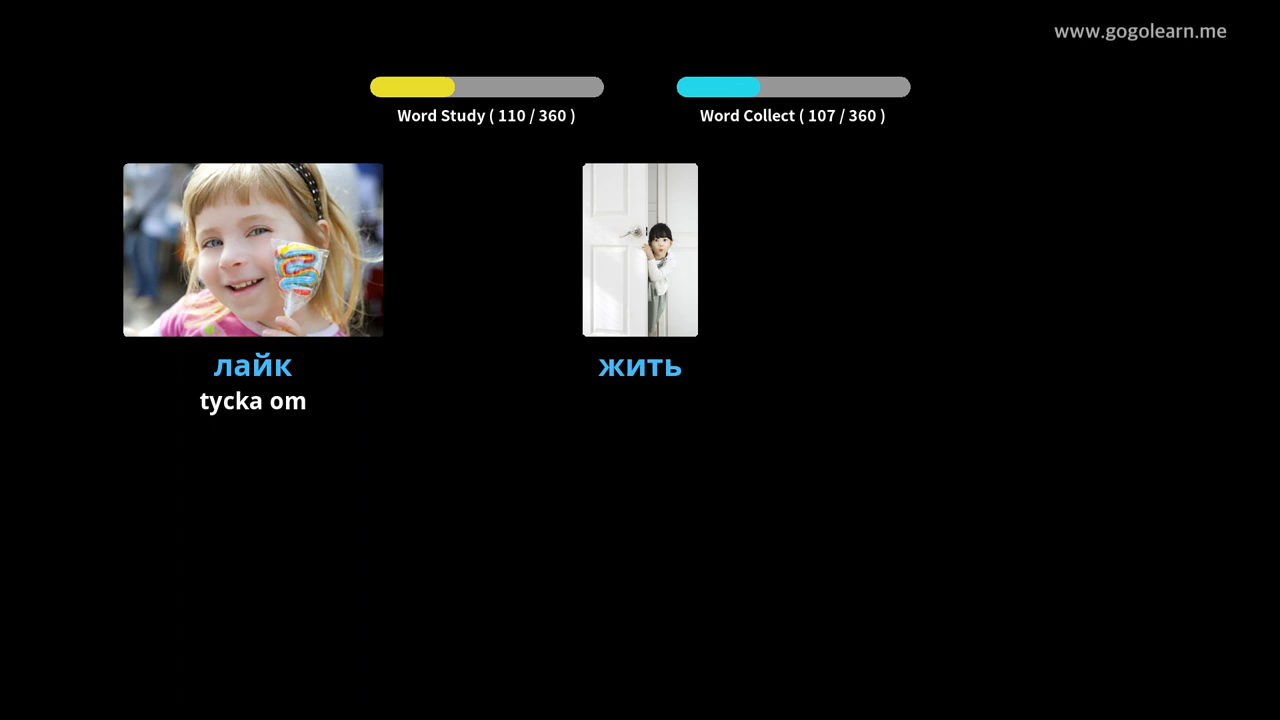 www.gogolearn.me
Word Study ( 110 / 360 )
Word Collect ( 107 / 360 )
лайк
tycka om
жить